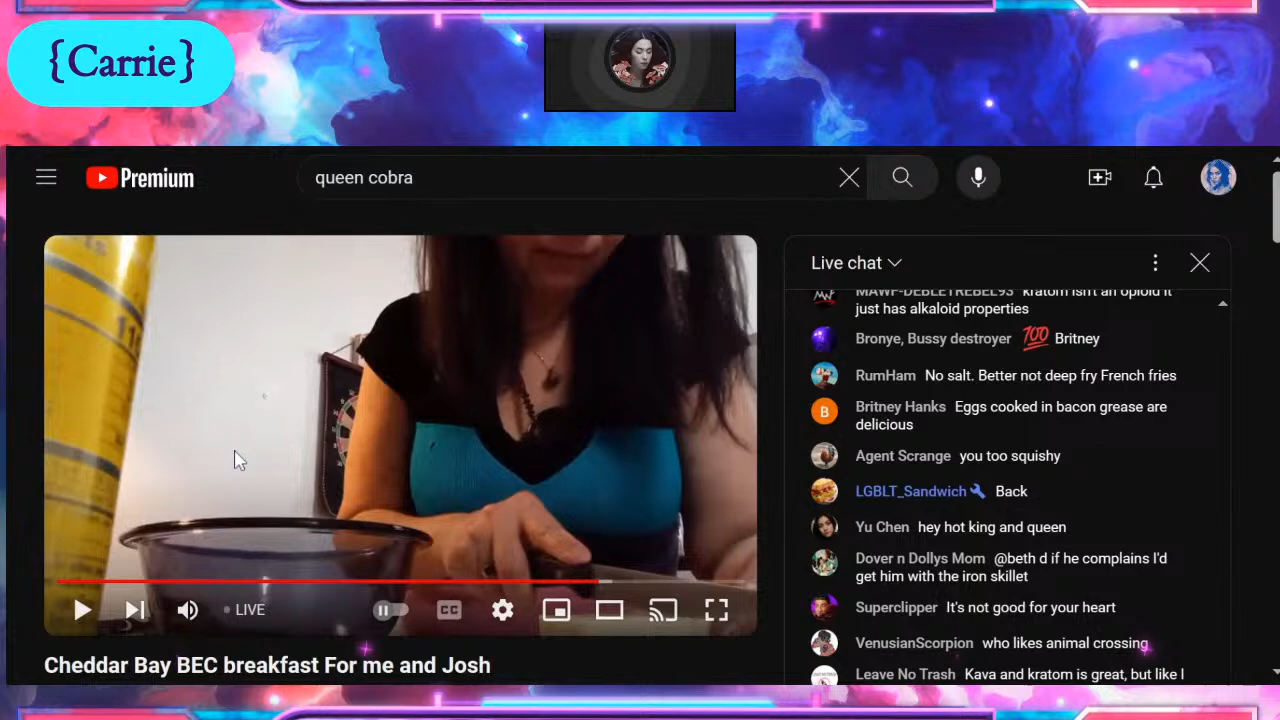 {Carrie}
Premium
queen cobra
Live chat
MAWF-DEBLETREBEL93 kratom isn't an opioid it
just has alkaloid properties
Bronye, Bussy destroyer 💯 Britney
RumHam No salt. Better not deep fry French fries
B Britney Hanks Eggs cooked in bacon grease are
delicious
Agent Scrange you too squishy
LGBLT_Sandwich Back
Yu Chen hey hot king and queen
Dover n Dollys Mom @beth d if he complains I'd
get him with the iron skillet
Superclipper It's not good for your heart
VenusianScorpion who likes animal crossing
Leave No Trash Kava and kratom is great, but like I
LIVE
CC
Cheddar Bay BEC breakfast For me and Josh